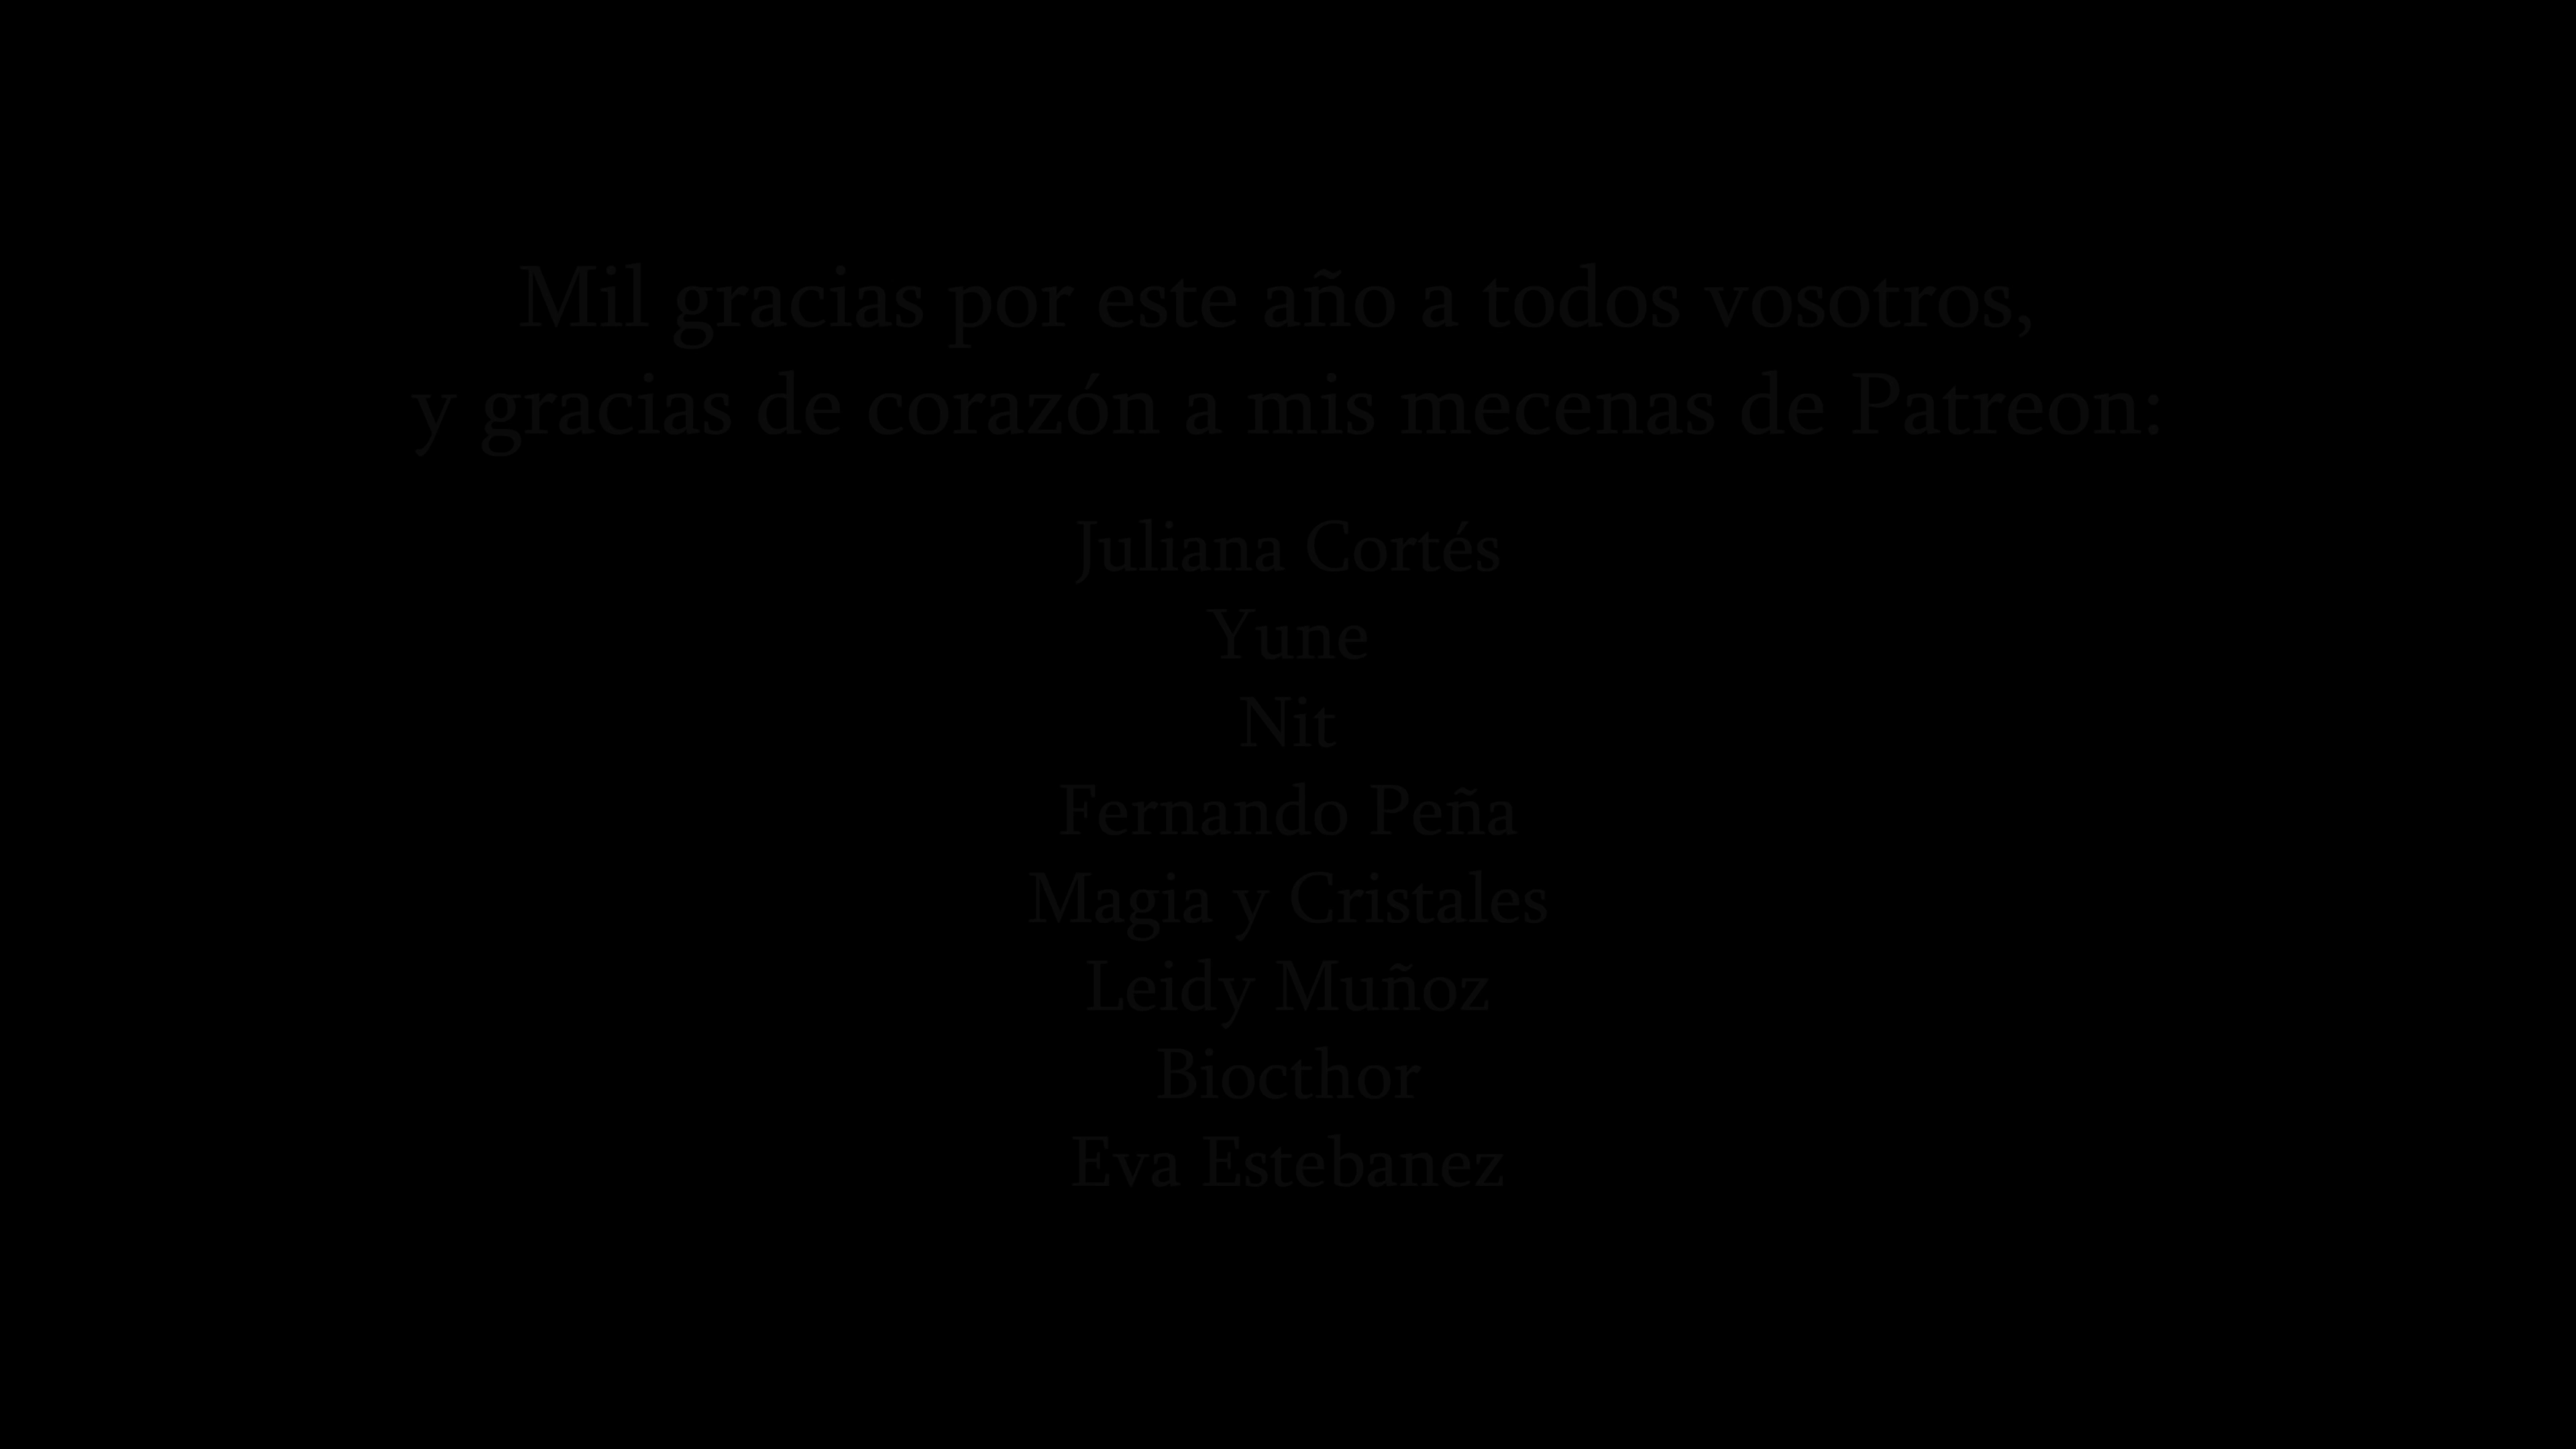 Mil gracias por este año a todos vosotros,
y gracias de corazón a mis mecenas de Patreon:
Juliana Cortés
Yune
Nit
Fernando Peña
Magia y Cristales
Leidy Muñoz
Biocthor
Eva Estebanez